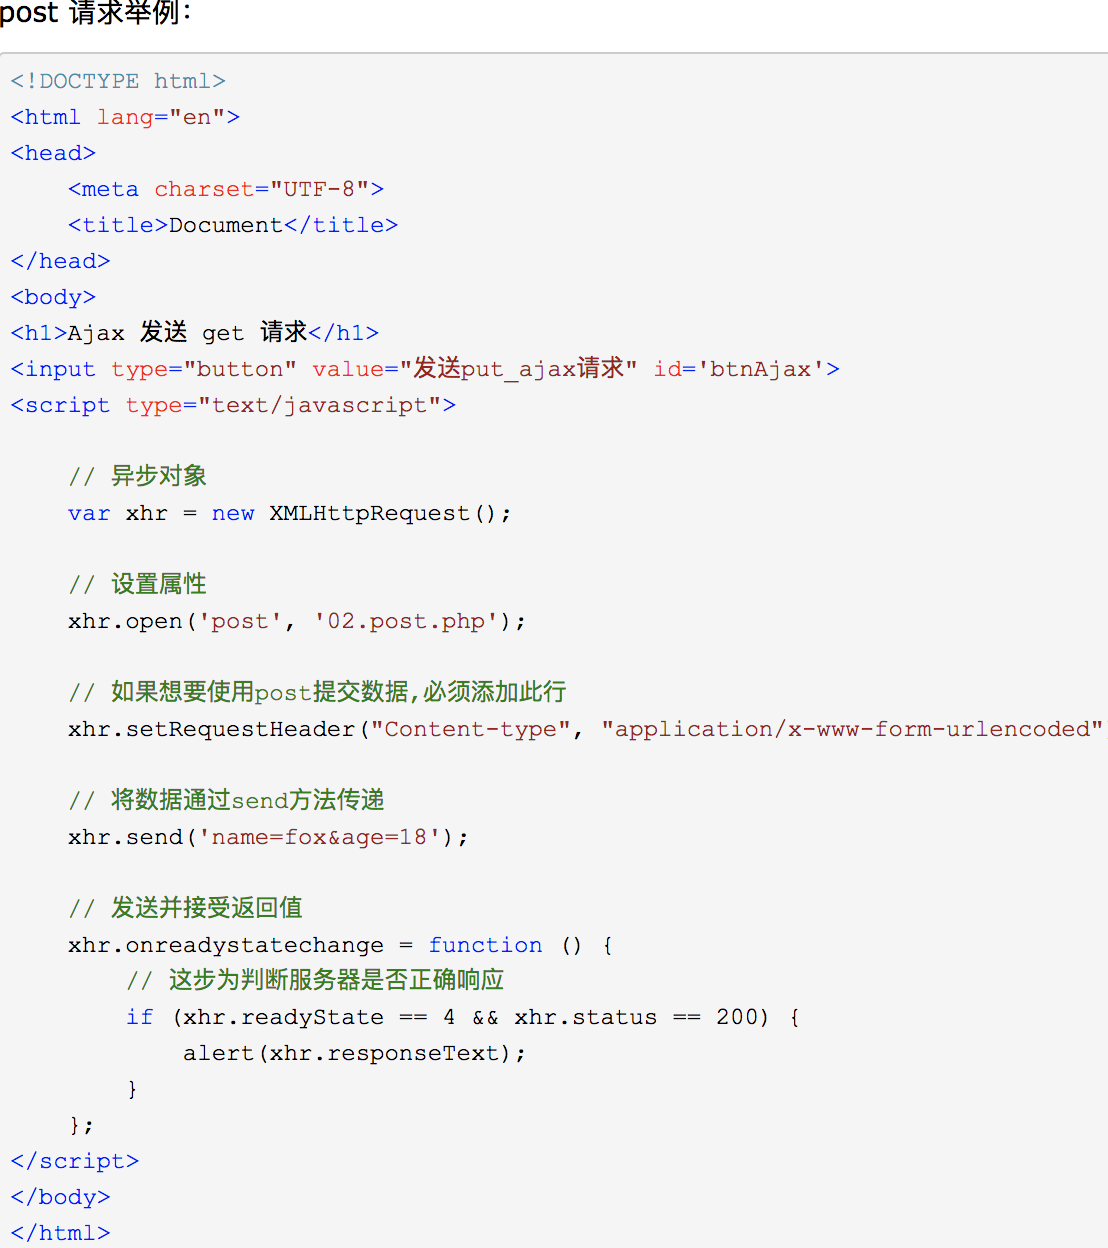 post 请求举例：
<!DOCTYPE html>
<html lang="en">
<head>
    <meta charset="UTF-8">
    <title>Document</title>
</head>
<body>
<h1>Ajax 发送 get 请求</h1>
<input type="button" value="发送put_ajax请求" id='btnAjax'>
<script type="text/javascript">
    // 异步对象
    var xhr = new XMLHttpRequest();
    // 设置属性
    xhr.open('post', '02.post.php');
    // 如果想要使用post提交数据,必须添加此行
    xhr.setRequestHeader("Content-type", "application/x-www-form-urlencoded"
    // 将数据通过send方法传递
    xhr.send('name=fox&age=18');
    // 发送并接受返回值
    xhr.onreadystatechange = function () {
        // 这步为判断服务器是否正确响应
        if (xhr.readyState == 4 && xhr.status == 200) {
            alert(xhr.responseText);
        }
    };
</script>
</body>
</html>